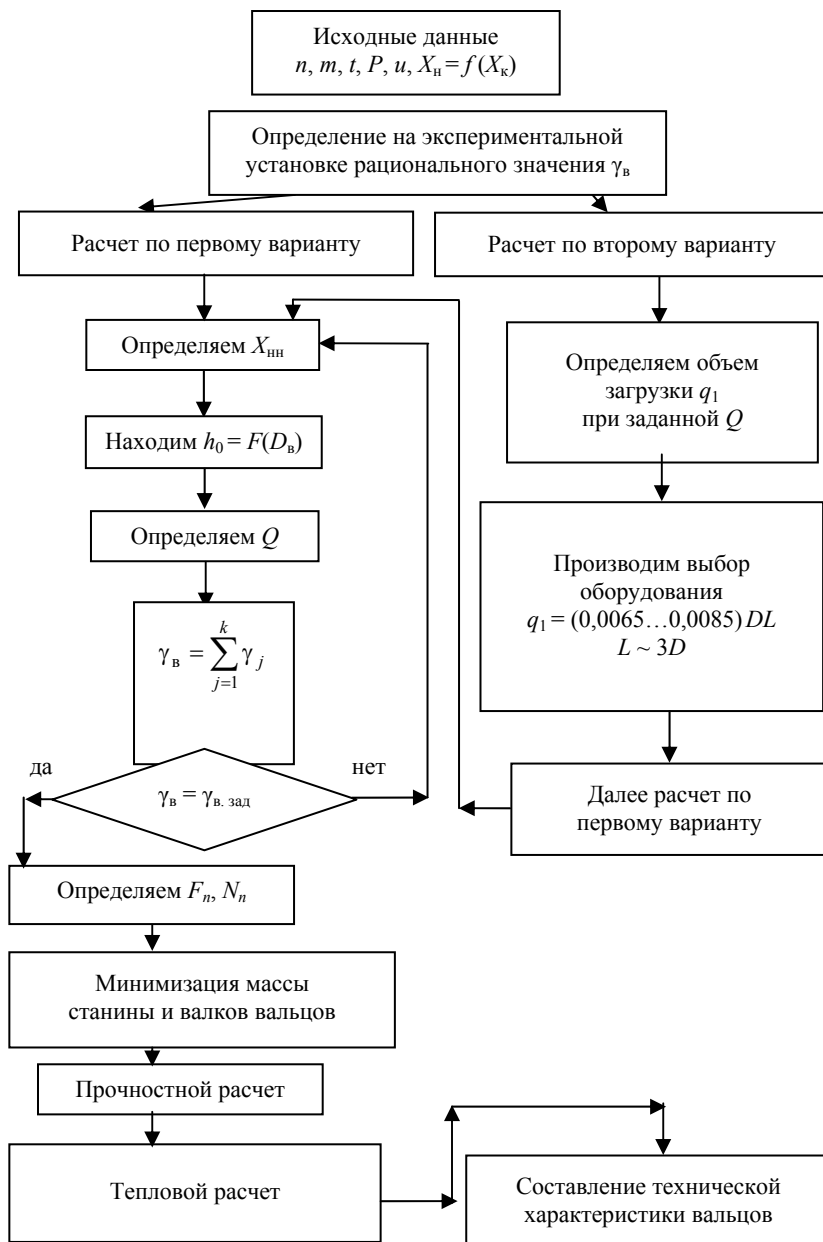 Исходные данные
n, m, t, P, u, Xн = f (Xк)
Определение на экспериментальной
установке рационального значения γв
Расчет по первому варианту
Расчет по второму варианту
Определяем Xнн
Определяем объем
загрузки q1
при заданной Q
Находим h0 = F(Dв)
Определяем Q
Производим выбор
оборудования
q1 = (0,0065…0,0085) DL
L ~ 3D
γв = ∑ γj
k
j=1
да
нет
γв = γв. зад
Далее расчет по
первому варианту
Определяем Fn, Nn
Минимизация массы
станины и валков вальцов
Прочностной расчет
Тепловой расчет
Составление технической
характеристики вальцов